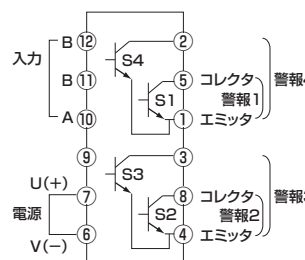 入力
B ⑫
B ⑪
A ⑩
⑨
U(+) ⑦
電源
V(−) ⑥
S4
S1
S3
S2
② 
⑤ コレクタ
警報1
① エミッタ
警報4
③
⑧ コレクタ
警報2
④ エミッタ
警報3